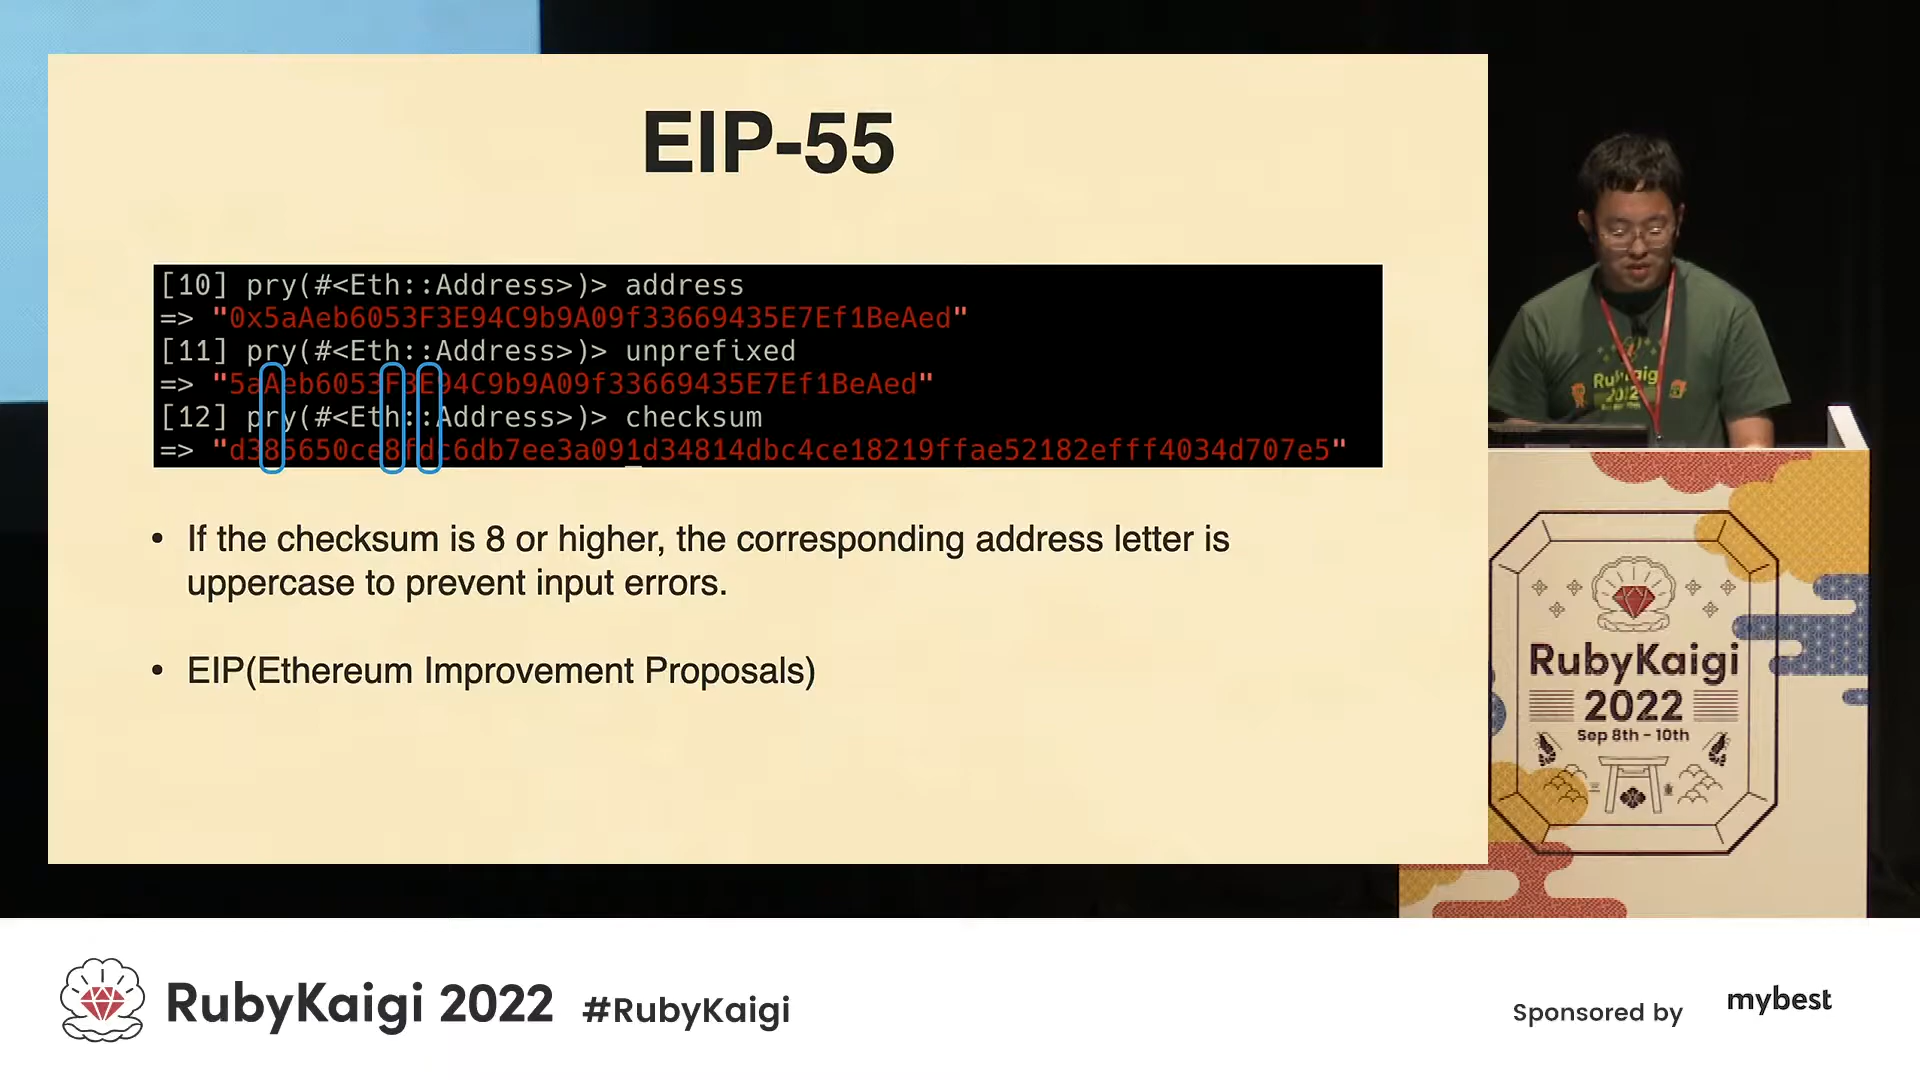 EIP-55
[10] pry(#<Eth::Address>)> address
=> "0x5aAeb6053F3E94C9b9A09f33669435E7Ef1BeAed"
[11] pry(#<Eth::Address>)> unprefixed
=> "5aAeb6053F3E94C9b9A09f33669435E7Ef1BeAed"
[12] pry(#<Eth::Address>)> checksum
=> "d385650ce8fdc6db7ee3a091d34814dbc4ce18219ffae52182efff4034d707e5"
• If the checksum is 8 or higher, the corresponding address letter is
uppercase to prevent input errors.
• EIP(Ethereum Improvement Proposals)
RubyKaigi
2022
Sep 8th - 10th
RubyKaigi 2022 #RubyKaigi
Sponsored by mybest